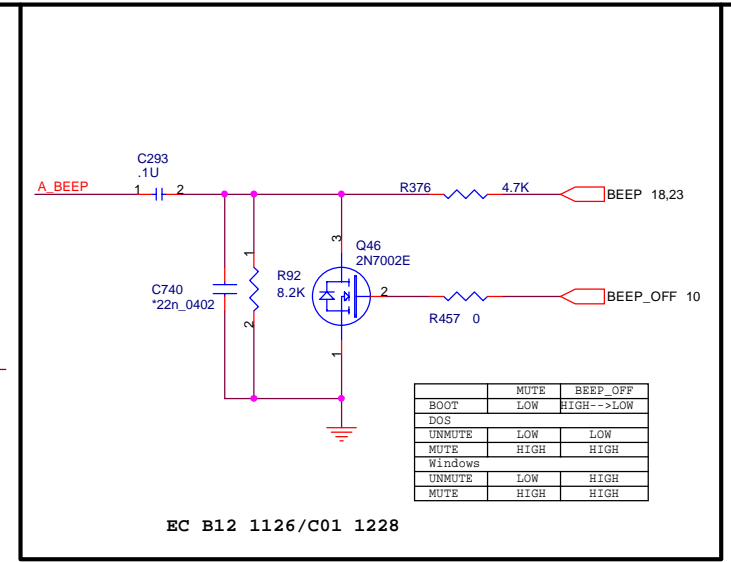 C293
.1U
A_BEEP
1
2
R376
4.7K
BEEP 18,23
3
Q46
2N7002E
1
R92
8.2K
C740
*22n_0402
2
2
BEEP_OFF 10
R457 0
1
MUTE BEEP_OFF
BOOT LOW HIGH-->LOW
DOS
UNMUTE LOW LOW
MUTE HIGH HIGH
Windows
UNMUTE LOW HIGH
MUTE HIGH HIGH
EC B12 1126/C01 1228